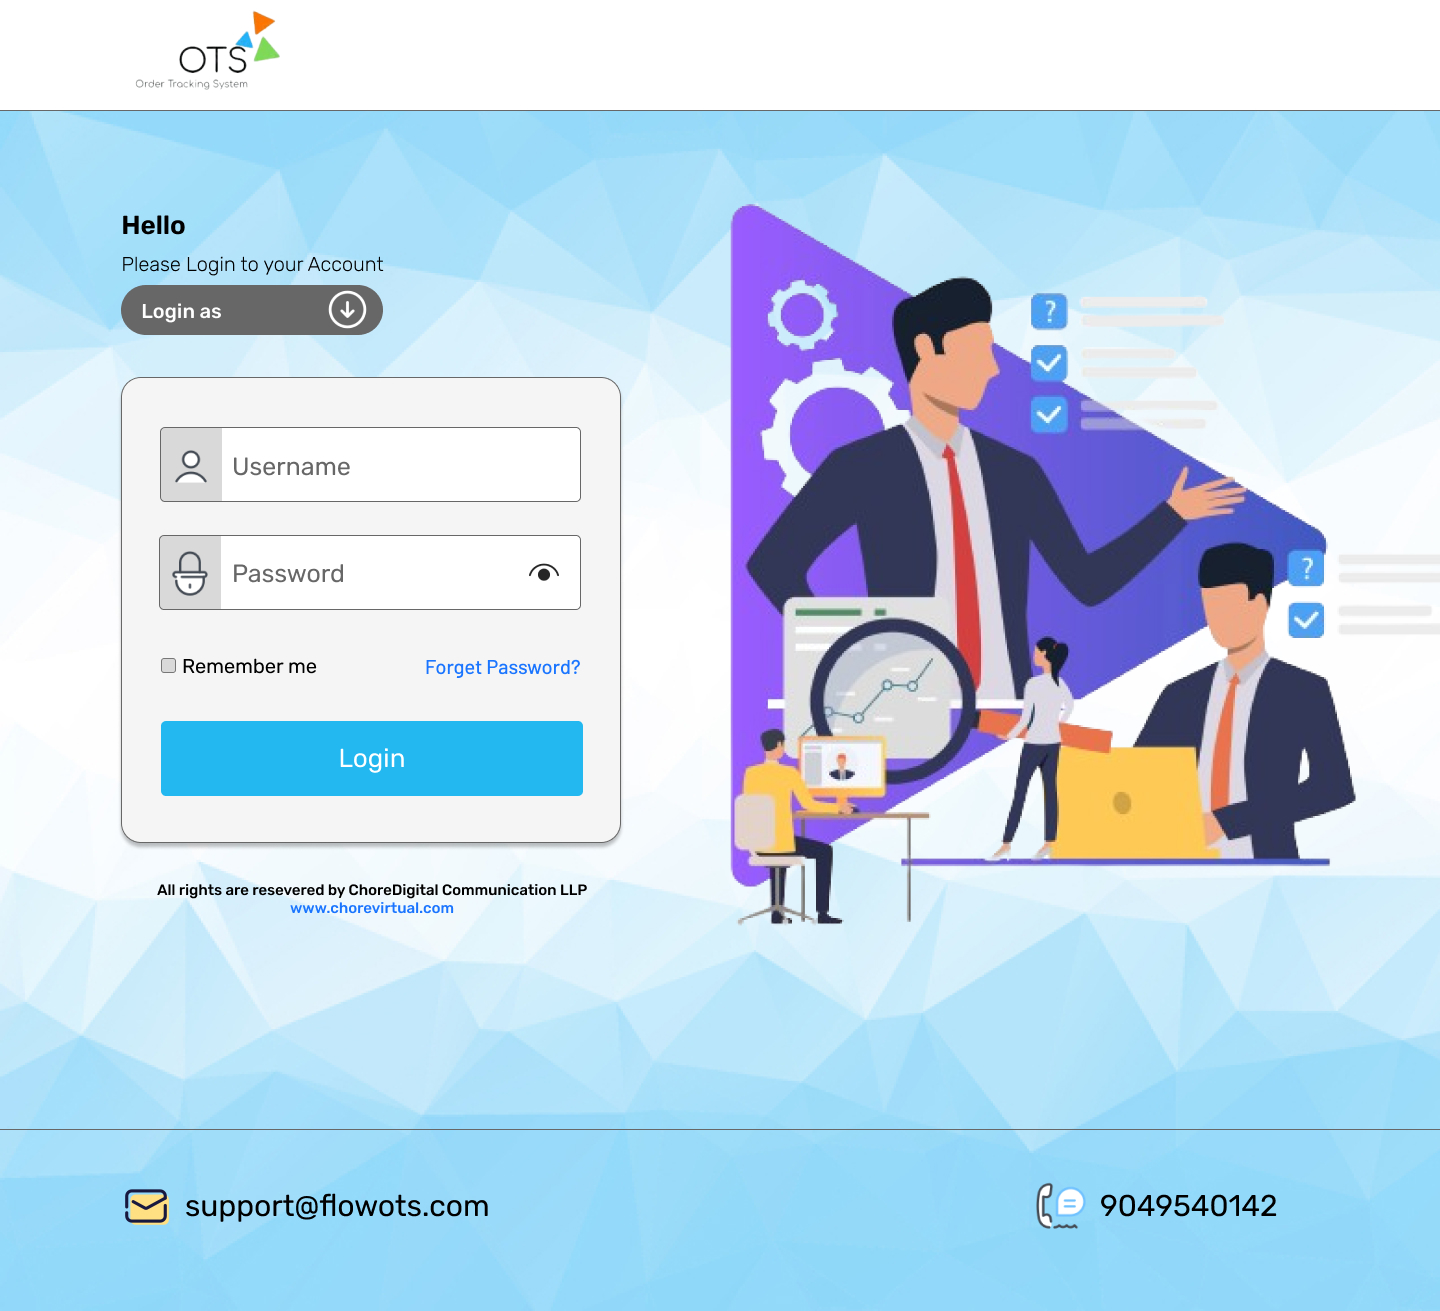 OTS
Order Tracking System
Hello
Please Login to your Account
Login as
Username
Password
Remember me
Forget Password?
Login
All rights are resevered by ChoreDigital Communication LLP
www.chorevirtual.com
?
?
support@flowots.com
9049540142